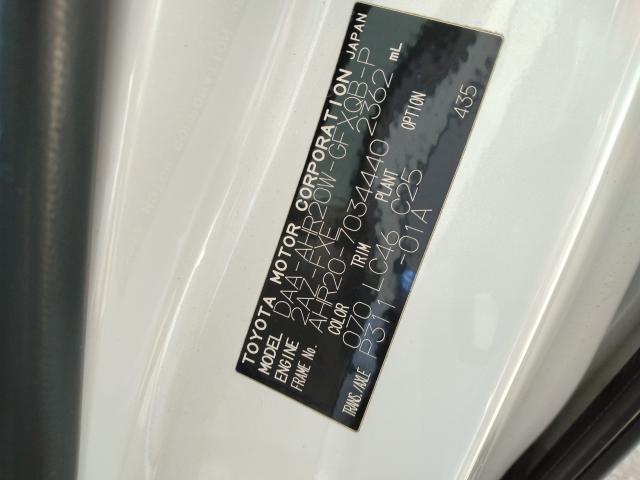 TOYOTA MOTOR CORPORATION JAPAN
MODEL DAA-AHR20W-GFXQB-P
ENGINE 2AZ-FXE 2362 mL
FRAME No. AHR20-7034440
COLOR TRIM PLANT OPTION
070 LC46 C25 435
TRANS./AXLE P311 -01A